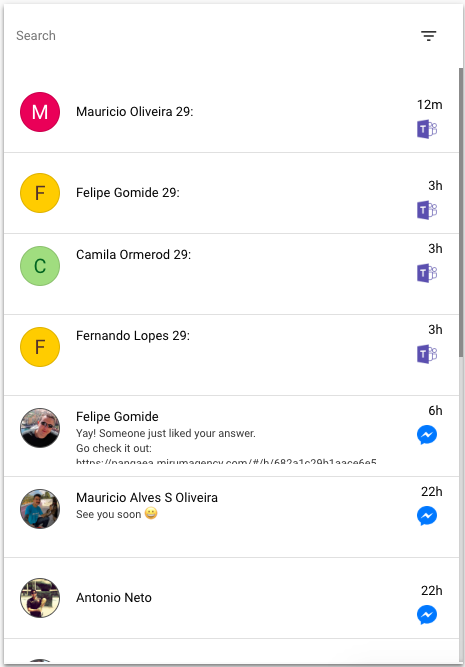 Search
M
Mauricio Oliveira 29:
12m
T
F
Felipe Gomide 29:
3h
T
C
Camila Ormerod 29:
3h
T
F
Fernando Lopes 29:
3h
T
Felipe Gomide
6h
Yay! Someone just liked your answer.
Go check it out:
https://pangaea.mirumagency.com/#/h/682a1c29b1aace6e5
Mauricio Alves S Oliveira
22h
See you soon 😀
Antonio Neto
22h